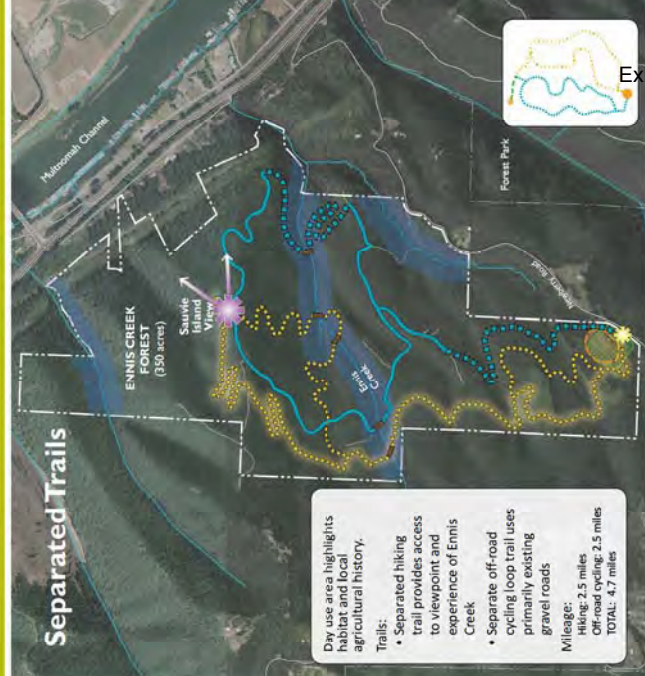 Separated Trails
Multnomah Channel
ENNIS CREEK
FOREST
(350 acres)
Sauvie
Island
View
Ennis
Creek
Forest Park
Newberry Road
Ex
Day use area highlights
habitat and local
agricultural history.
Trails:
• Separated hiking
trail provides access
to viewpoint and
experience of Ennis
Creek
• Separate off-road
cycling loop trail uses
primarily existing
gravel roads
Mileage:
Hiking: 2.5 miles
Off-road cycling: 2.5 miles
TOTAL: 4.7 miles